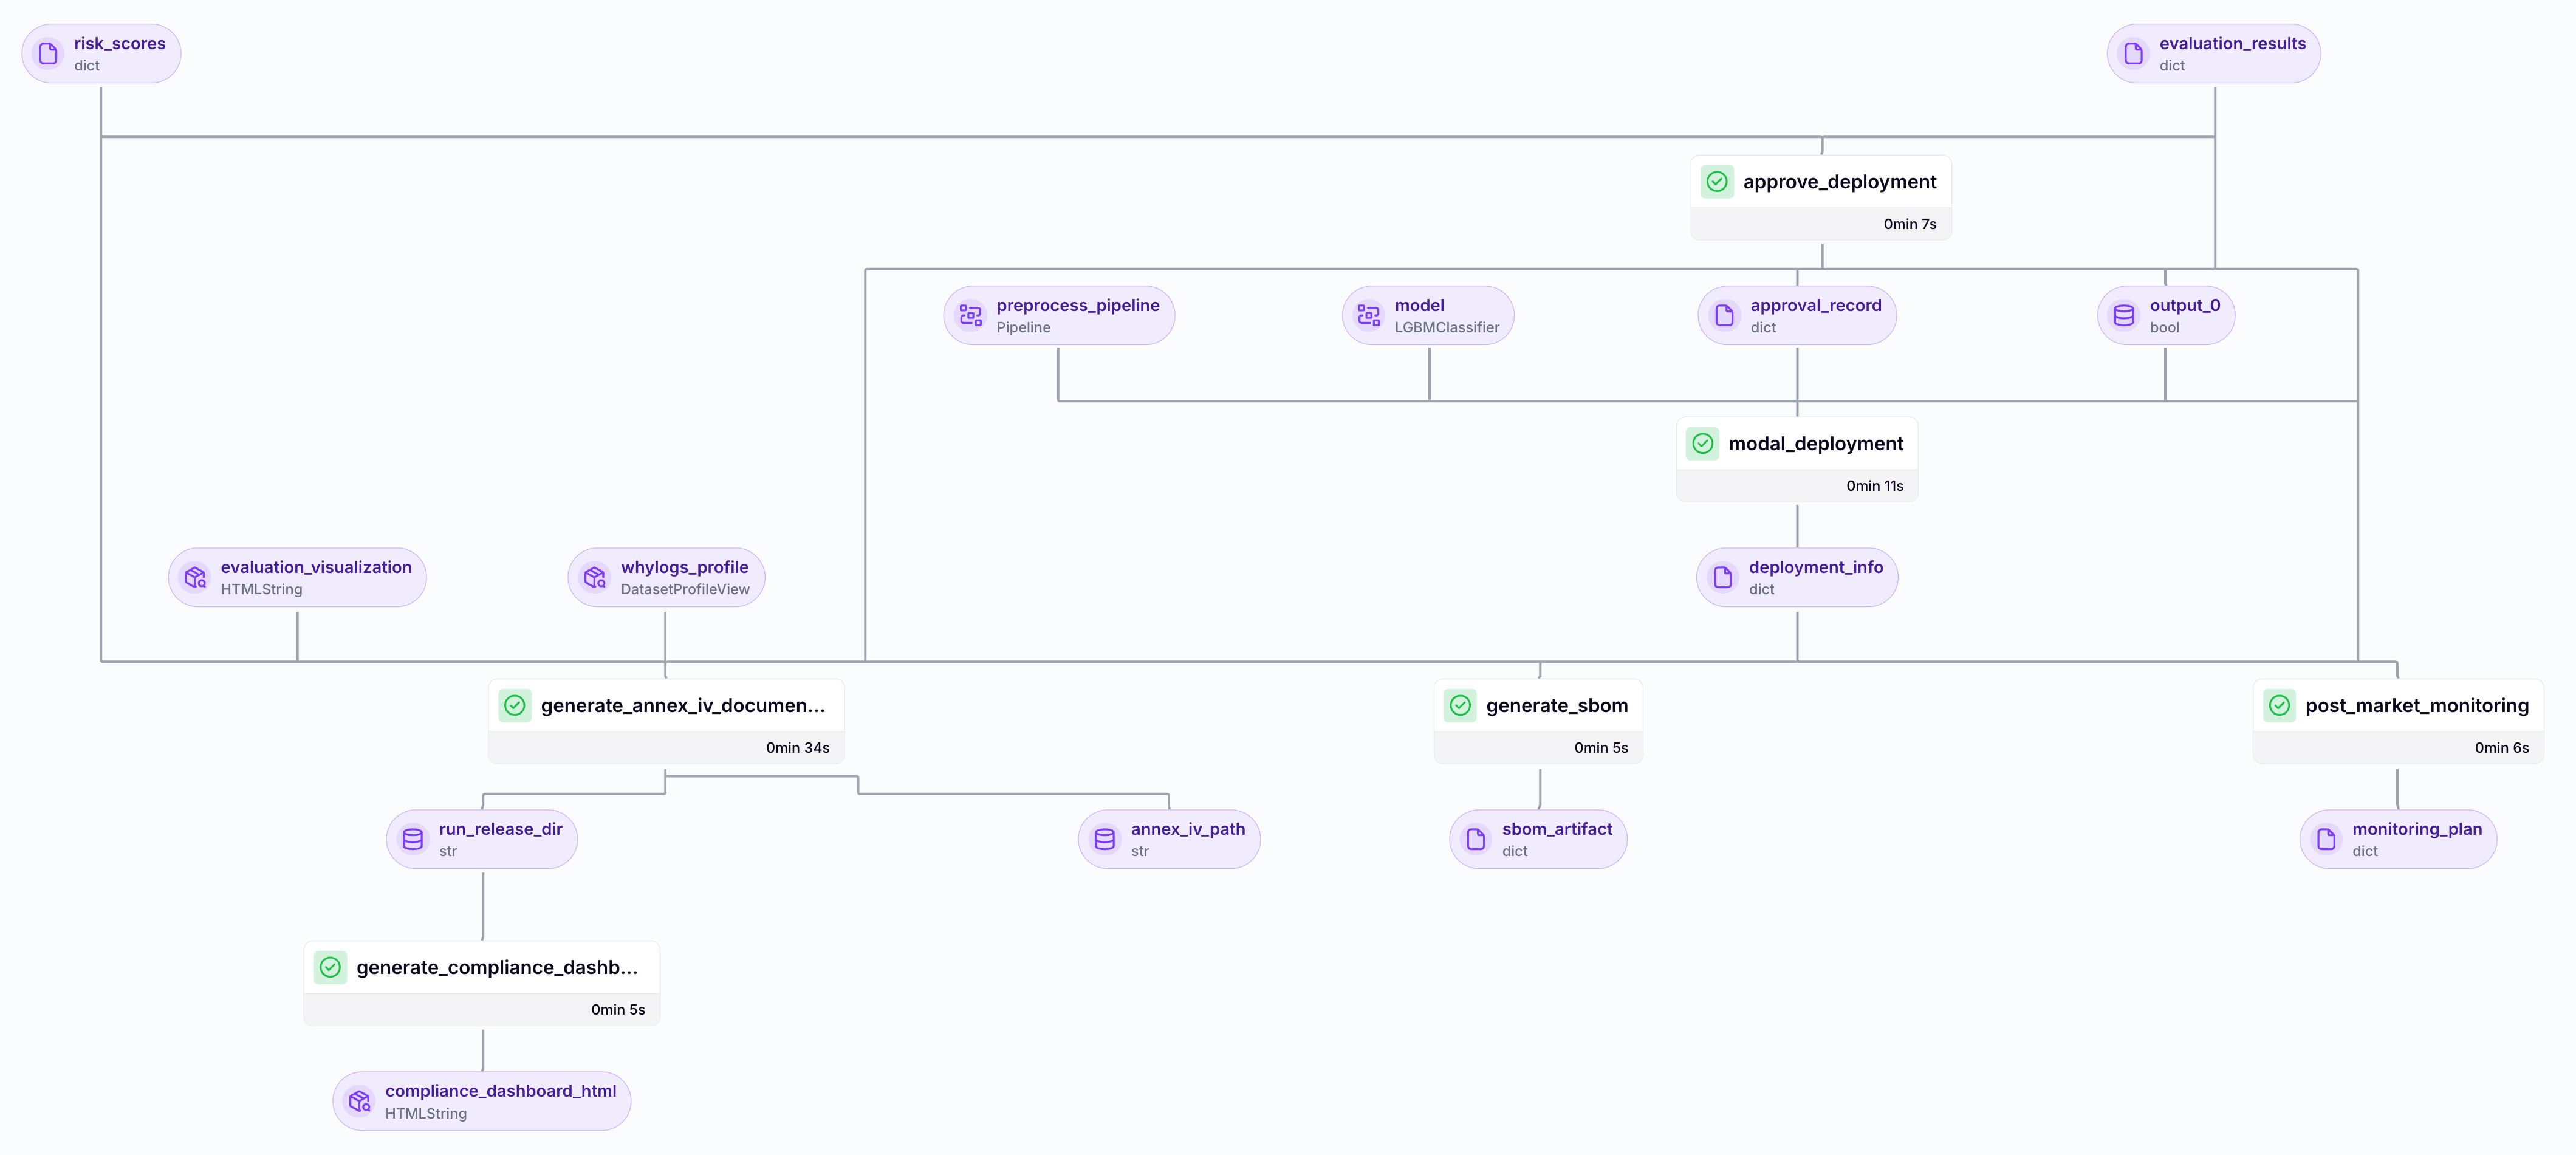 risk_scores
dict
evaluation_results
dict
approve_deployment
0min 7s
preprocess_pipeline
Pipeline
model
LGBMClassifier
approval_record
dict
output_0
bool
modal_deployment
0min 11s
evaluation_visualization
HTMLString
whylogs_profile
DatasetProfileView
deployment_info
dict
generate_annex_iv_documen...
0min 34s
generate_sbom
0min 5s
post_market_monitoring
0min 6s
run_release_dir
str
annex_iv_path
str
sbom_artifact
dict
monitoring_plan
dict
generate_compliance_dashb...
0min 5s
compliance_dashboard_html
HTMLString